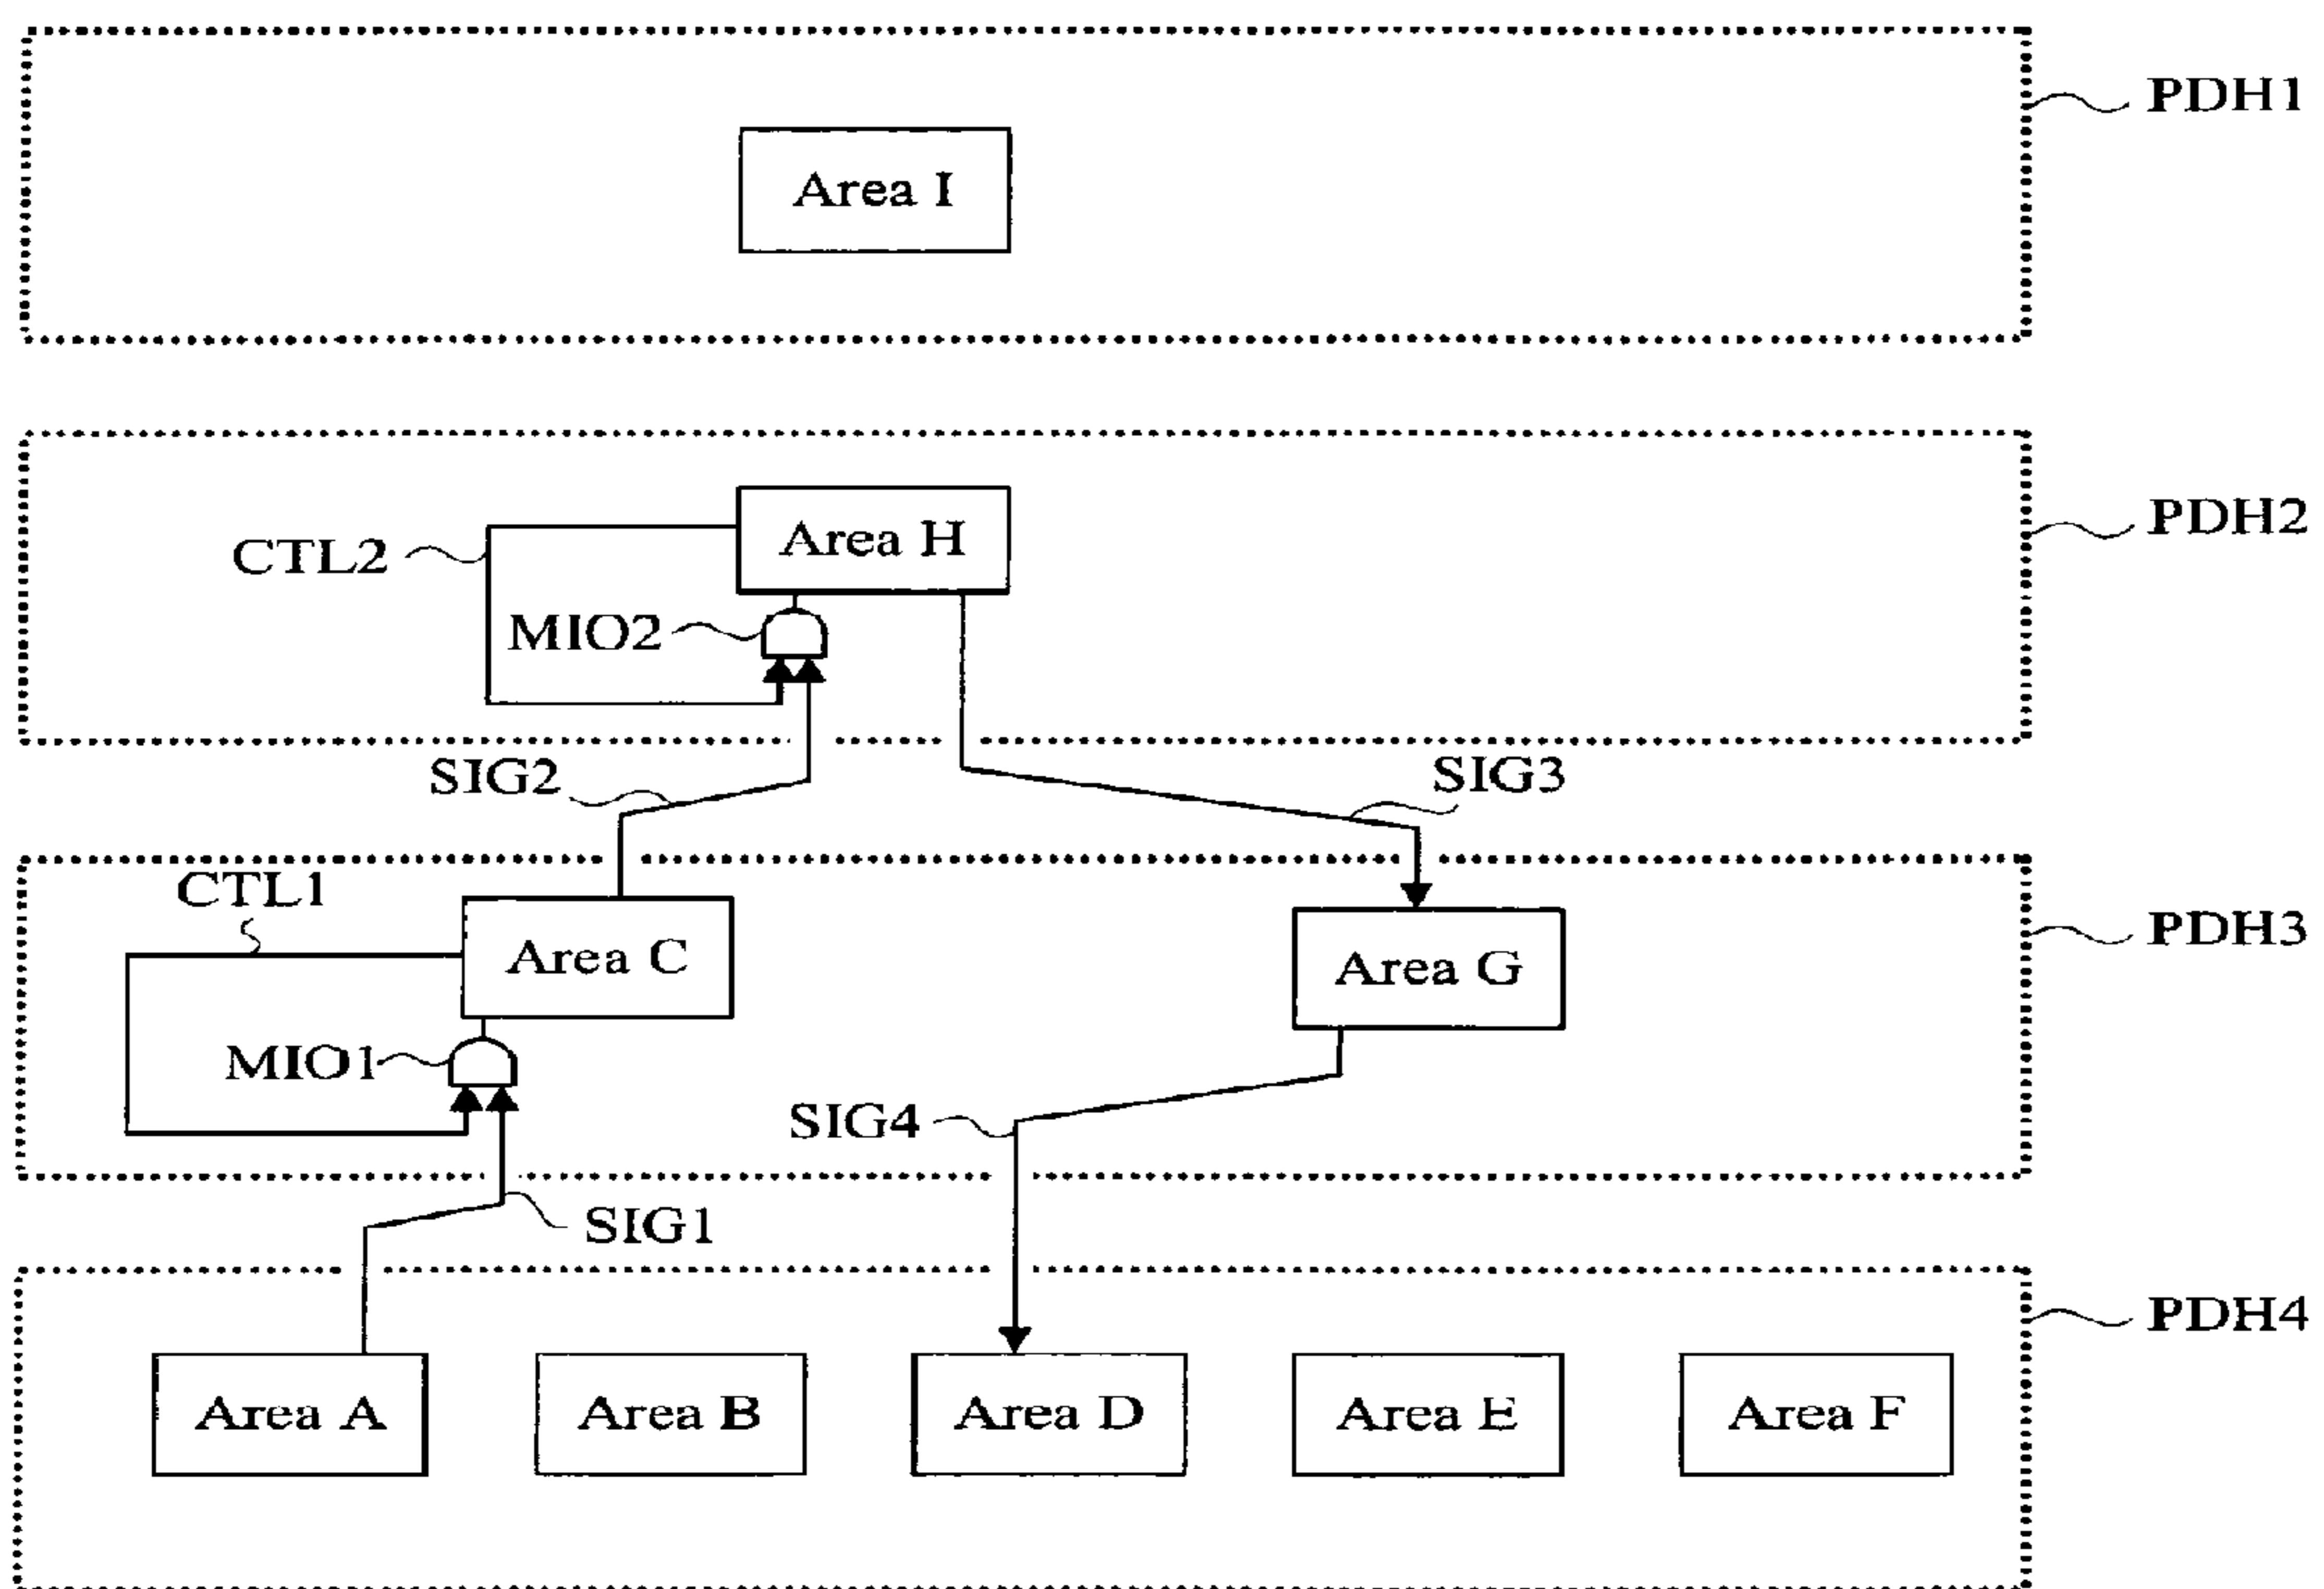 PDH1
Area I
PDH2
Area H
CTL2
MIO2
SIG2
SIG3
CTL1
PDH3
Area C
Area G
MIO1
SIG4
SIG1
PDH4
Area A
Area B
Area D
Area E
Area F